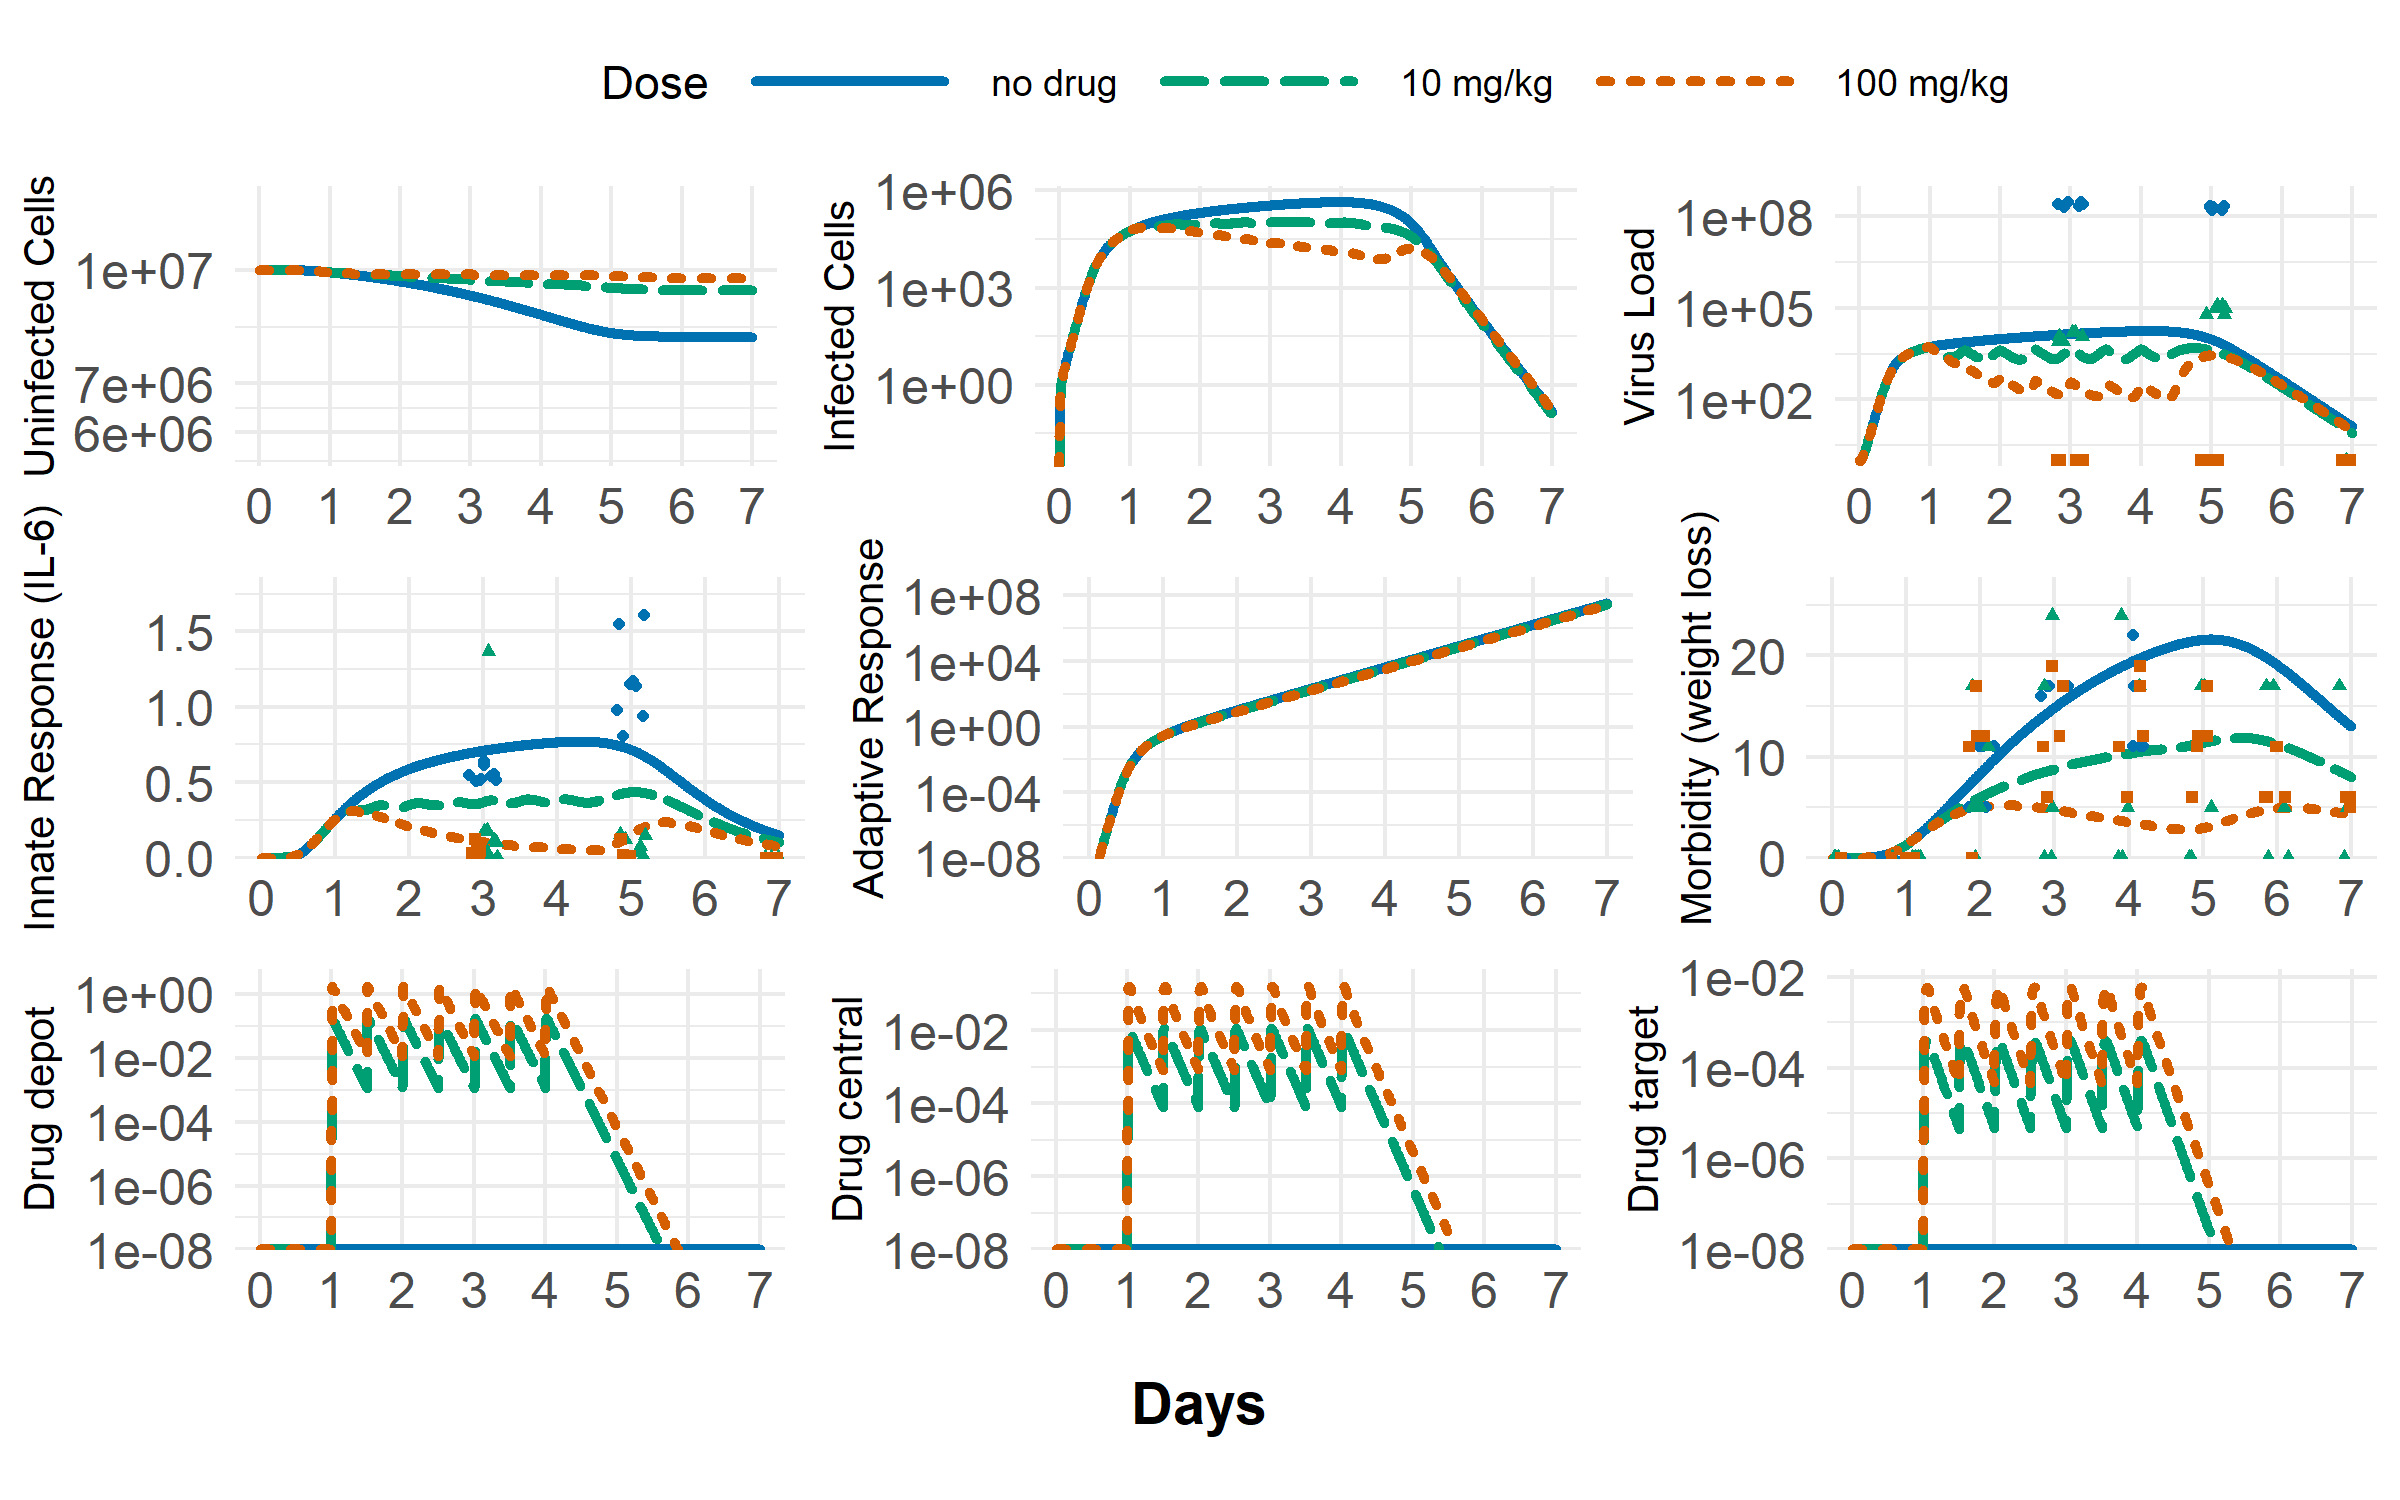 Dose no drug 10 mg/kg 100 mg/kg
Uninfected Cells
1e+07
7e+06
6e+06
0 1 2 3 4 5 6 7
Infected Cells
1e+06
1e+03
1e+00
0 1 2 3 4 5 6 7
Virus Load
1e+08
1e+05
1e+02
0 1 2 3 4 5 6 7
Innate Response (IL-6)
1.5
1.0
0.5
0.0
0 1 2 3 4 5 6 7
Adaptive Response
1e+08
1e+04
1e+00
1e-04
1e-08
0 1 2 3 4 5 6 7
Morbidity (weight loss)
20
10
0
0 1 2 3 4 5 6 7
Drug depot
1e+00
1e-02
1e-04
1e-06
1e-08
0 1 2 3 4 5 6 7
Drug central
1e-02
1e-04
1e-06
1e-08
0 1 2 3 4 5 6 7
Drug target
1e-02
1e-04
1e-06
1e-08
0 1 2 3 4 5 6 7
Days